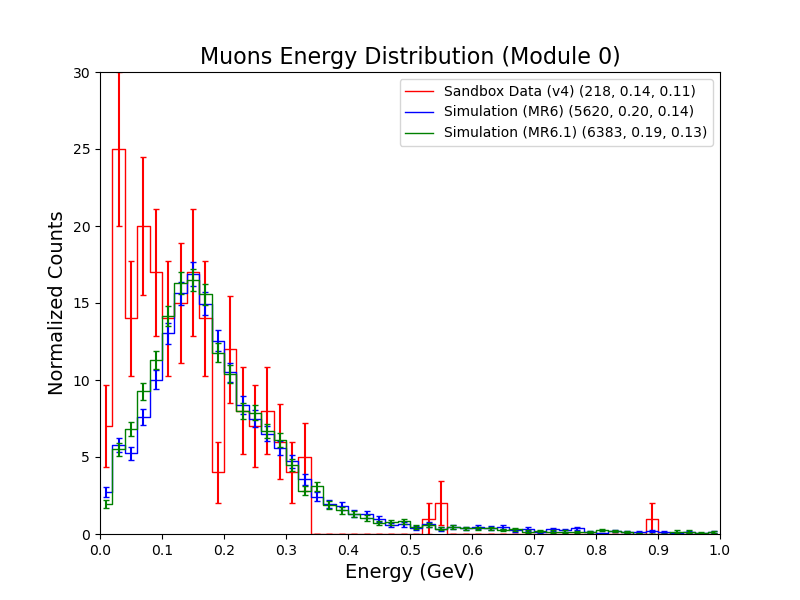 Muons Energy Distribution (Module 0)
Sandbox Data (v4) (218, 0.14, 0.11)
Simulation (MR6) (5620, 0.20, 0.14)
Simulation (MR6.1) (6383, 0.19, 0.13)
Normalized Counts
30
25
20
15
10
5
0
0.0 0.1 0.2 0.3 0.4 0.5 0.6 0.7 0.8 0.9 1.0
Energy (GeV)